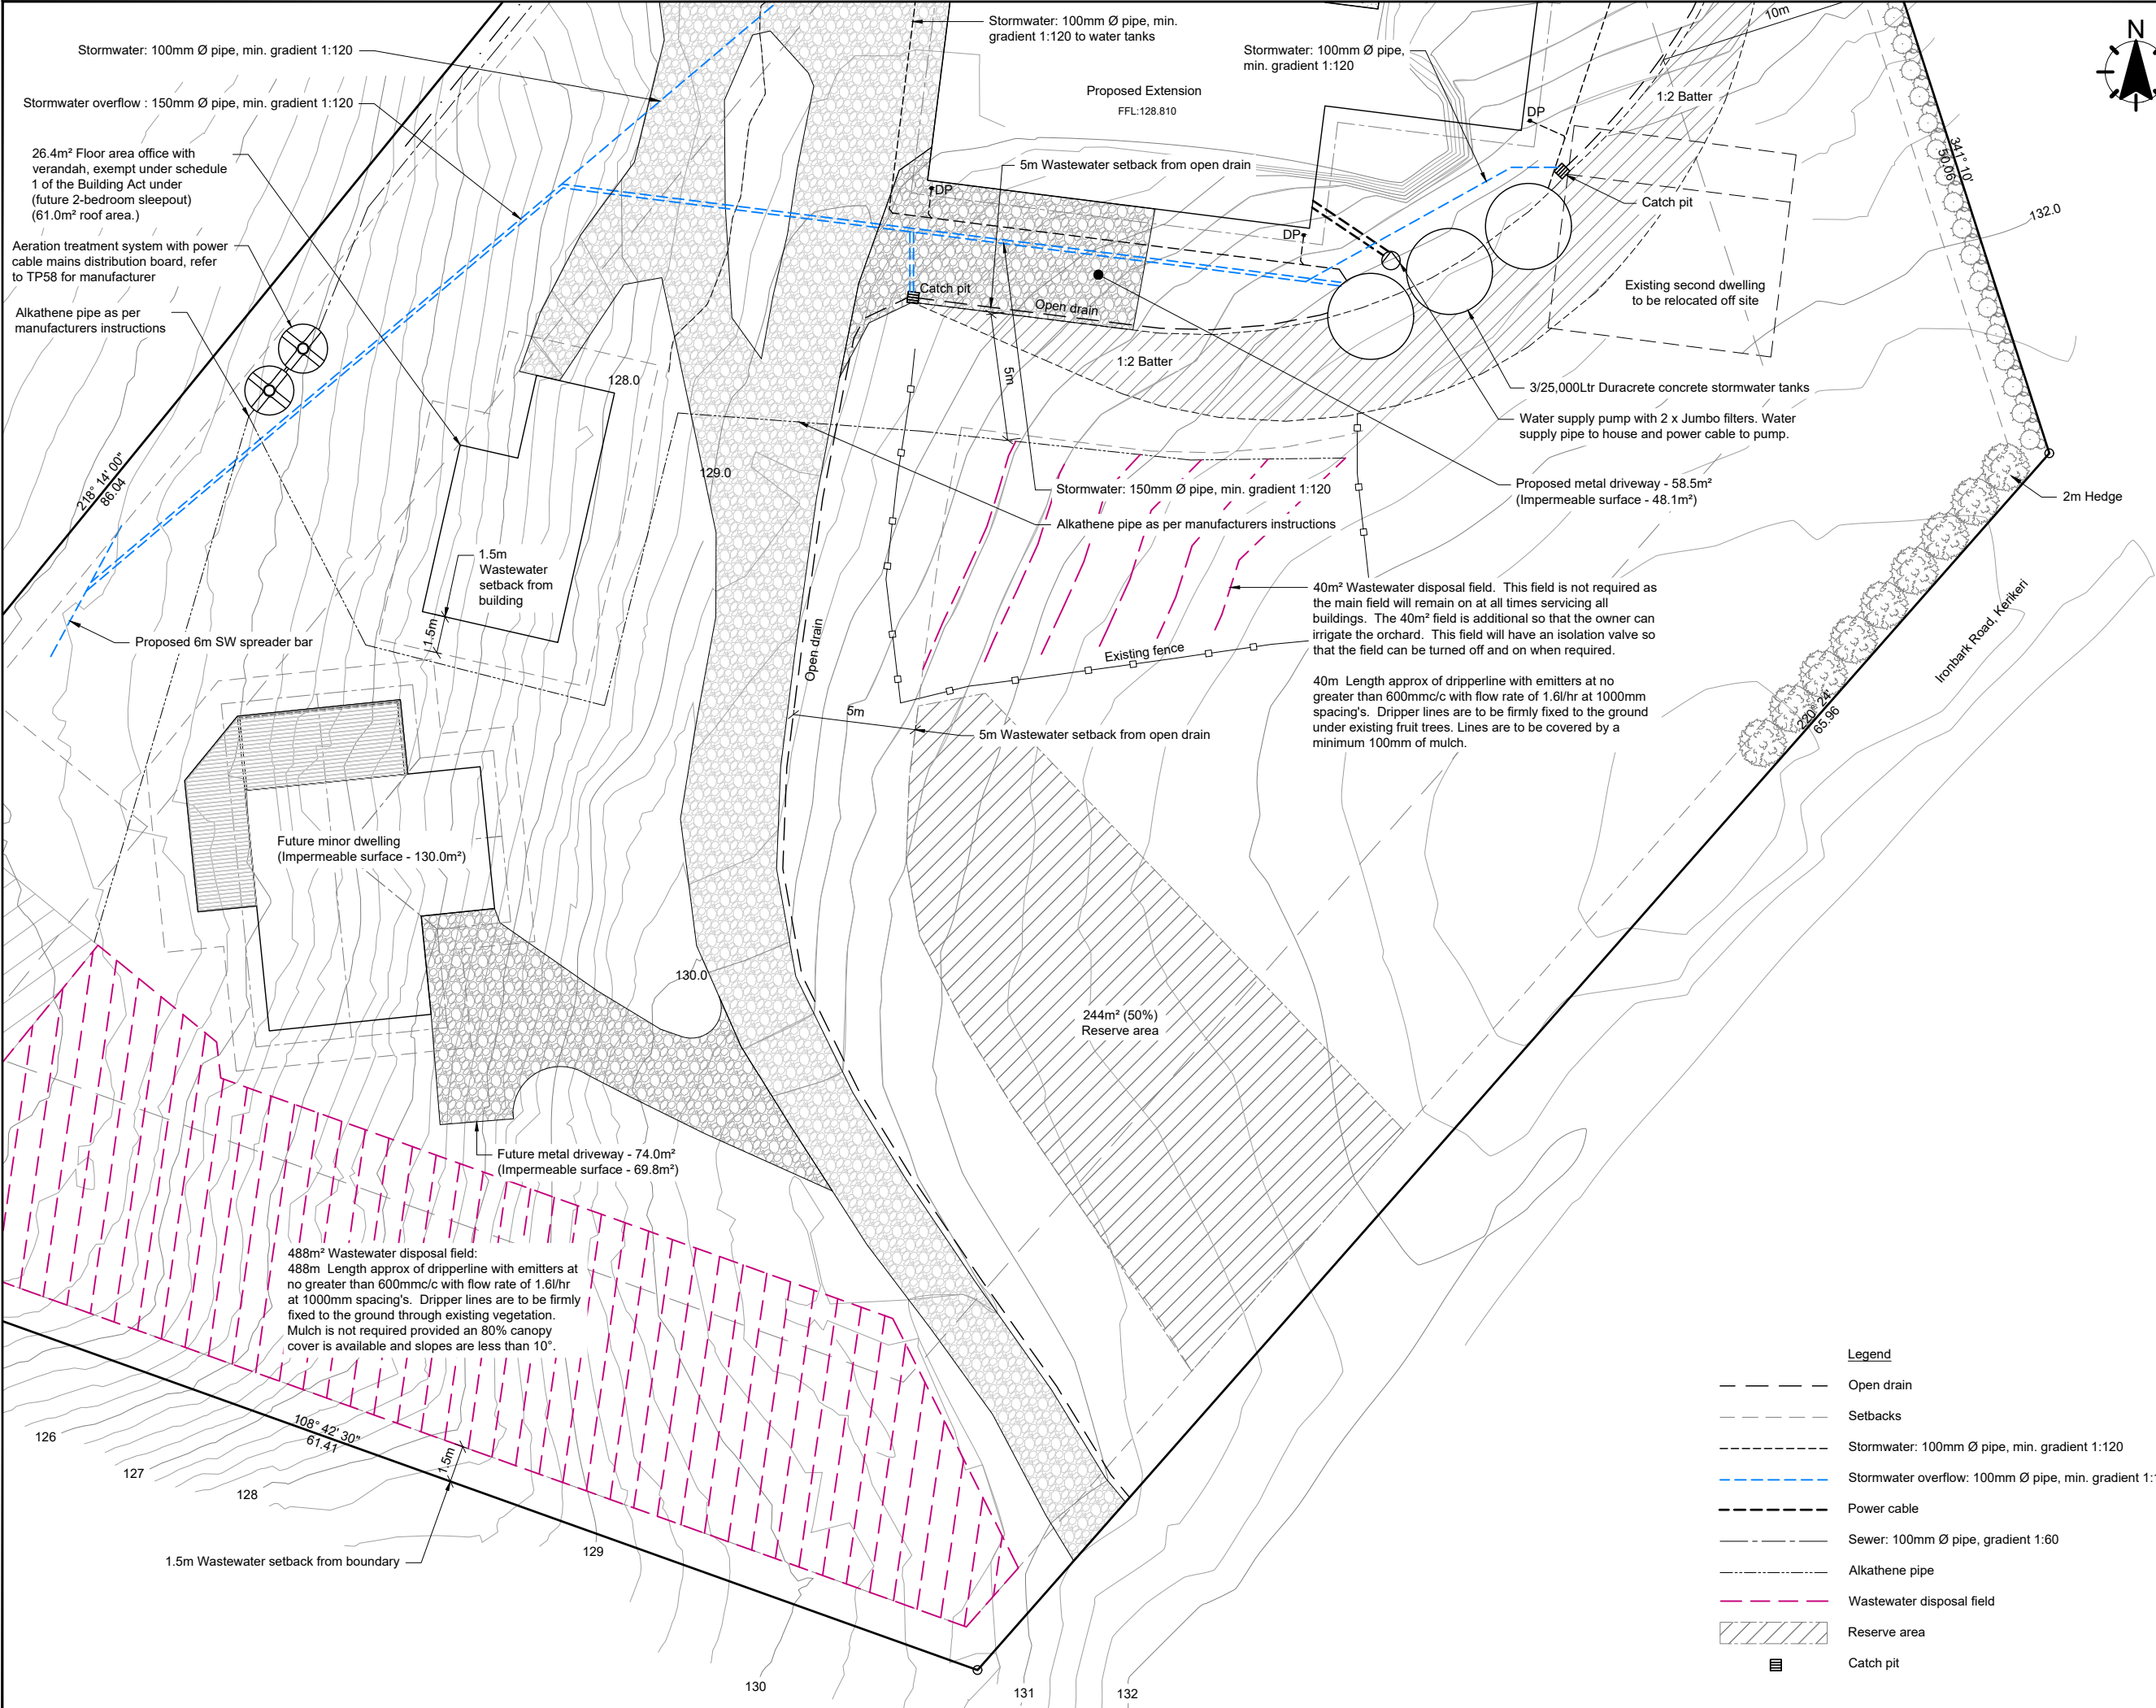 Stormwater: 100mm Ø pipe, min. gradient 1:120
Stormwater overflow : 150mm Ø pipe, min. gradient 1:120
26.4m² Floor area office with
verandah, exempt under schedule
1 of the Building Act under
(future 2-bedroom sleepout)
(61.0m² roof area.)
Aeration treatment system with power
cable mains distribution board, refer
to TP58 for manufacturer
Alkathene pipe as per
manufacturers instructions
Stormwater: 100mm Ø pipe, min.
gradient 1:120 to water tanks
Stormwater: 100mm Ø pipe,
min. gradient 1:120
10m
N
Proposed Extension
FFL:128.810
1:2 Batter
DP
341° 10'
50.06
5m Wastewater setback from open drain
DP
Catch pit
132.0
DP
Existing second dwelling
to be relocated off site
Catch pit
Open drain
1:2 Batter
5m
128.0
3/25,000Ltr Duracrete concrete stormwater tanks
Water supply pump with 2 x Jumbo filters. Water
supply pipe to house and power cable to pump.
129.0
218° 14' 00"
86.04
Stormwater: 150mm Ø pipe, min. gradient 1:120
Proposed metal driveway - 58.5m²
(Impermeable surface - 48.1m²)
2m Hedge
Alkathene pipe as per manufacturers instructions
1.5m
Wastewater
setback from
building
1.5m
Proposed 6m SW spreader bar
Open drain
Existing fence
40m² Wastewater disposal field. This field is not required as
the main field will remain on at all times servicing all
buildings. The 40m² field is additional so that the owner can
irrigate the orchard. This field will have an isolation valve so
that the field can be turned off and on when required.
40m Length approx of dripperline with emitters at no
greater than 600mmc/c with flow rate of 1.6l/hr at 1000mm
spacing's. Dripper lines are to be firmly fixed to the ground
under existing fruit trees. Lines are to be covered by a
minimum 100mm of mulch.
Ironbark Road, Kerikeri
220° 24'
65.96
5m
5m Wastewater setback from open drain
Future minor dwelling
(Impermeable surface - 130.0m²)
130.0
244m² (50%)
Reserve area
Future metal driveway - 74.0m²
(Impermeable surface - 69.8m²)
488m² Wastewater disposal field:
488m Length approx of dripperline with emitters at
no greater than 600mmc/c with flow rate of 1.6l/hr
at 1000mm spacing's. Dripper lines are to be firmly
fixed to the ground through existing vegetation.
Mulch is not required provided an 80% canopy
cover is available and slopes are less than 10°.
108° 42' 30"
61.41
1.5m
126
127
128
1.5m Wastewater setback from boundary
129
130
131
132
Legend
Open drain
Setbacks
Stormwater: 100mm Ø pipe, min. gradient 1:120
Stormwater overflow: 100mm Ø pipe, min. gradient
Power cable
Sewer: 100mm Ø pipe, gradient 1:60
Alkathene pipe
Wastewater disposal field
Reserve area
Catch pit